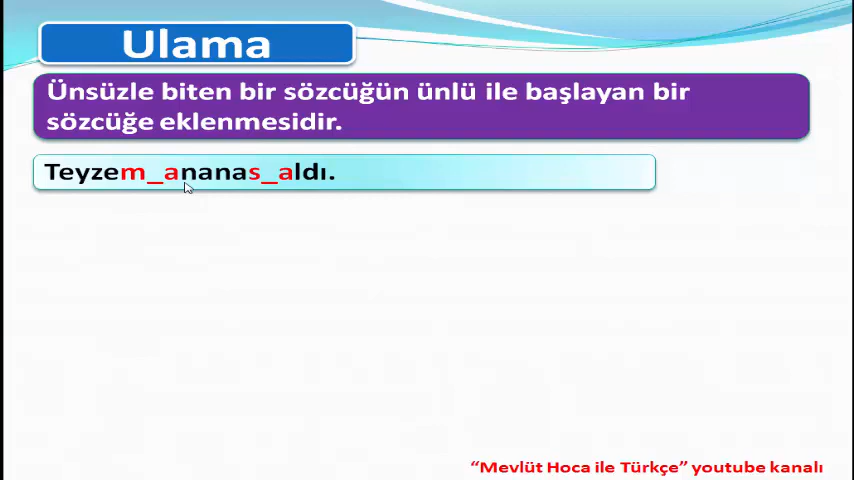 Ulama
Ünsüzle biten bir sözcüğün ünlü ile başlayan bir
sözcüğe eklenmesidir.
Teyzem_ananas_aldı.
“Mevlüt Hoca ile Türkçe” youtube kanalı